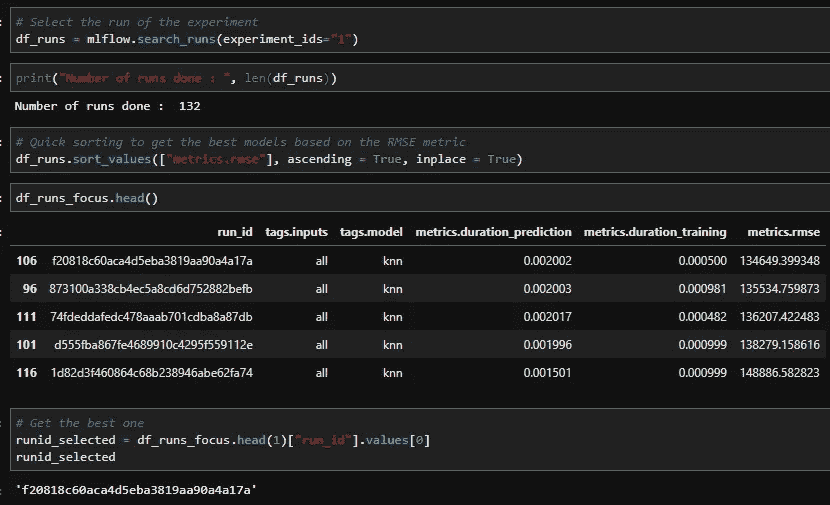 # Select the run of the experiment
df_runs = mlflow.search_runs(experiment_ids="1")
print("Number of runs done : ", len(df_runs))
Number of runs done :  132
# Quick sorting to get the best models based on the RMSE metric
df_runs.sort_values(["metrics.rmse"], ascending = True, inplace = True)
df_runs_focus.head()
run_id tags.inputs tags.model metrics.duration_prediction metrics.duration_training metrics.rmse
106 f20818c60aca4d5eba3819aa90a4a17a all knn 0.002002 0.000500 134649.399348
96 873100a338cb4ec5a8cd6d752882befb all knn 0.002003 0.000981 135534.759873
111 74fdeddafedc478aaab701cdba8a87db all knn 0.002017 0.000482 136207.422483
101 d555fba867fe4689910c4295f559112e all knn 0.001996 0.000999 138279.158616
116 1d82d3f460864c68b238946abe62fa74 all knn 0.001501 0.000999 148886.582823
# Get the best one
runid_selected = df_runs_focus.head(1)["run_id"].values[0]
runid_selected
'f20818c60aca4d5eba3819aa90a4a17a'